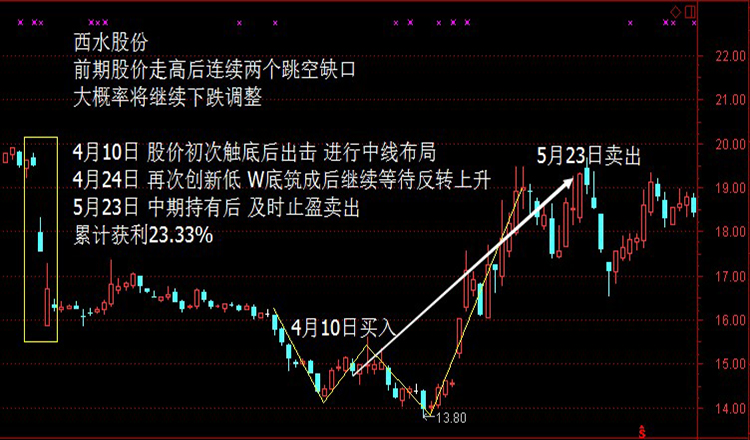 西水股份
前期股价走高后连续两个跳空缺口
大概率将继续下跌调整
4月10日 股价初次触底后出击 进行中线布局
4月24日 再次创新低 W底筑成后继续等待反转上升
5月23日 中期持有后 及时止盈卖出
累计获利23.33%
5月23日卖出
4月10日买入
13.80
22.00
21.00
20.00
19.00
18.00
17.00
16.00
15.00
14.00
S